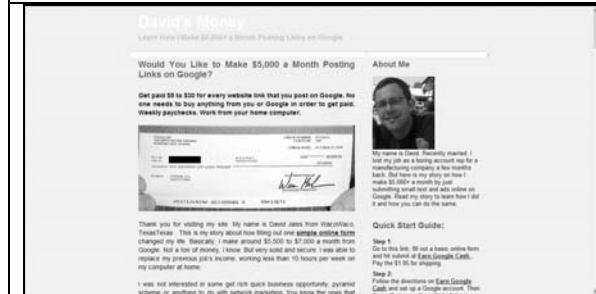 David's Money
Learn How I Make $5,000+ a Month Posting Links on Google
Would You Like to Make $5,000 a Month Posting
Links on Google?
Get paid $5 to $30 for every website link that you post on Google. No
one needs to buy anything from you or Google in order to get paid.
Weekly paychecks. Work from your home computer.
Thank you for visiting my site. My name is David Jales from WacoWaco,
TexasTexas. This is my story about how filling out one simple online form
changed my life. Basically, I make around $5,500 to $7,000 a month from
Google. Not a ton of money, I know. But very solid and secure. I was able to
replace my previous job's income, working less than 10 hours per week on
my computer at home.
I was not interested in some get rich quick business opportunity, pyramid
scheme or anything to do with network marketing. You know the ones that
About Me
My name is David. Recently married. I
lost my job as a boring account rep for a
manufacturing company a few months
back. But here is my story on how I
make $5,000+ a month by just
submitting small text and ads online on
Google. Read my story to learn how I did
it and how you can do the same.
Quick Start Guide:
Step 1:
Go to this link, fill out a basic online form
and hit submit at Earn Google Cash.
Pay the $1.95 for shipping.
Step 2:
Follow the directions on Earn Google
Cash and set up a Google account. Then